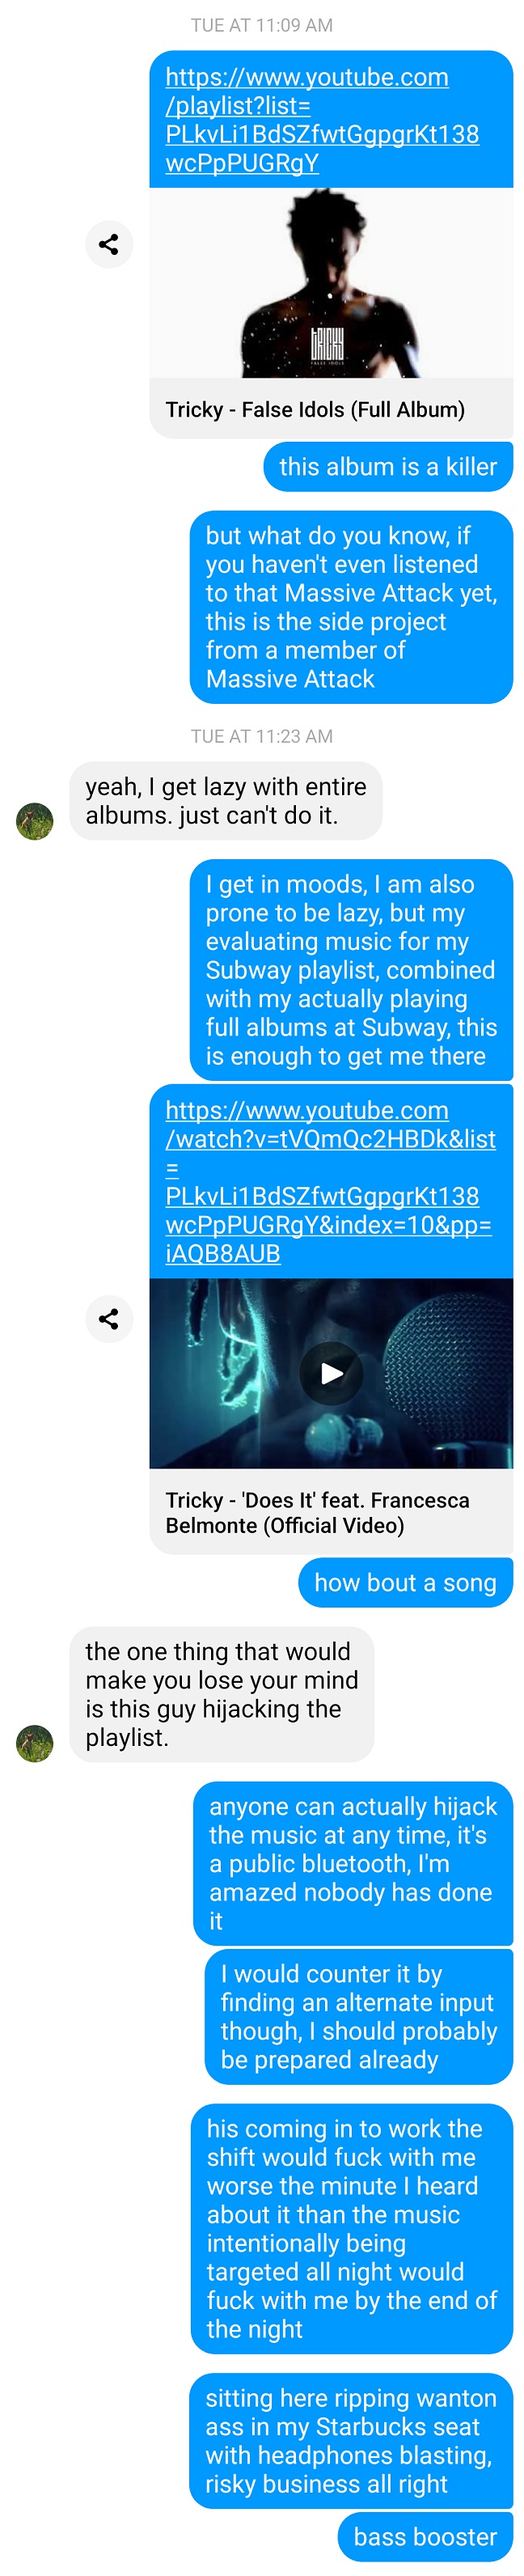 TUE AT 11:09 AM
https://www.youtube.com
/playlist?list=
PLkvLi1BdSZfwtGgpgrKt138
wcPpPUGRgY
TRICKY
FALSE IDOLS
Tricky - False Idols (Full Album)
this album is a killer
but what do you know, if
you haven't even listened
to that Massive Attack yet,
this is the side project
from a member of
Massive Attack
TUE AT 11:23 AM
yeah, I get lazy with entire
albums. just can't do it.
I get in moods, I am also
prone to be lazy, but my
evaluating music for my
Subway playlist, combined
with my actually playing
full albums at Subway, this
is enough to get me there
https://www.youtube.com
/watch?v=tVQmQc2HBDk&list
=
PLkvLi1BdSZfwtGgpgrKt138
wcPpPUGRgY&index=10&pp=
iAQB8AUB
Tricky - 'Does It' feat. Francesca
Belmonte (Official Video)
how bout a song
the one thing that would
make you lose your mind
is this guy hijacking the
playlist.
anyone can actually hijack
the music at any time, it's
a public bluetooth, I'm
amazed nobody has done
it
I would counter it by
finding an alternate input
though, I should probably
be prepared already
his coming in to work the
shift would fuck with me
worse the minute I heard
about it than the music
intentionally being
targeted all night would
fuck with me by the end of
the night
sitting here ripping wanton
ass in my Starbucks seat
with headphones blasting,
risky business all right
bass booster